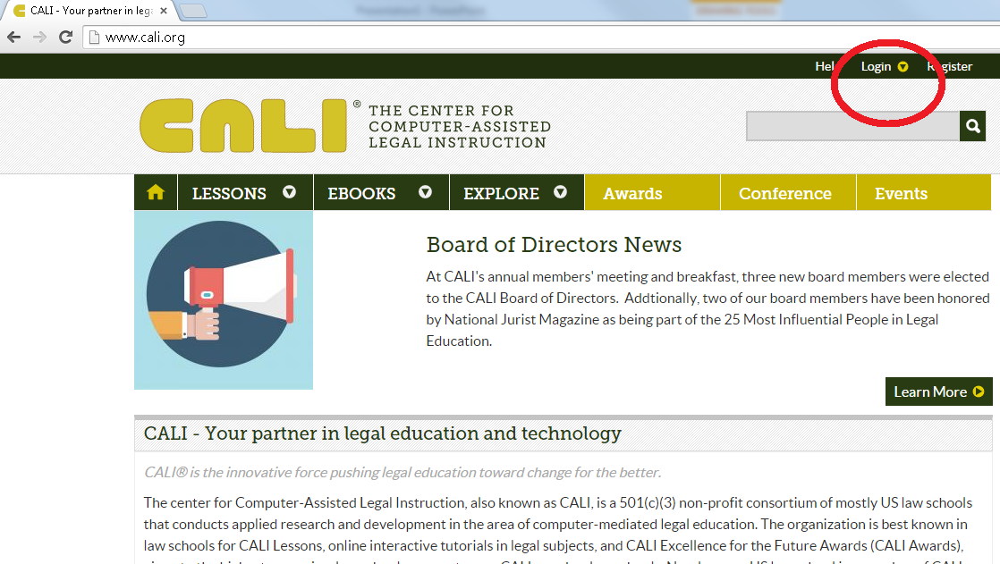 CALI - Your partner in lega
www.cali.org
Help Login Register
CALI® THE CENTER FOR
COMPUTER-ASSISTED
LEGAL INSTRUCTION
LESSONS EBOOKS EXPLORE Awards Conference Events
Board of Directors News
At CALI's annual members' meeting and breakfast, three new board members were elected
to the CALI Board of Directors. Addtionally, two of our board members have been honored
by National Jurist Magazine as being part of the 25 Most Influential People in Legal
Education.
Learn More
CALI - Your partner in legal education and technology
CALI® is the innovative force pushing legal education toward change for the better.
The center for Computer-Assisted Legal Instruction, also known as CALI, is a 501(c)(3) non-profit consortium of mostly US law schools
that conducts applied research and development in the area of computer-mediated legal education. The organization is best known in
law schools for CALI Lessons, online interactive tutorials in legal subjects, and CALI Excellence for the Future Awards (CALI Awards),